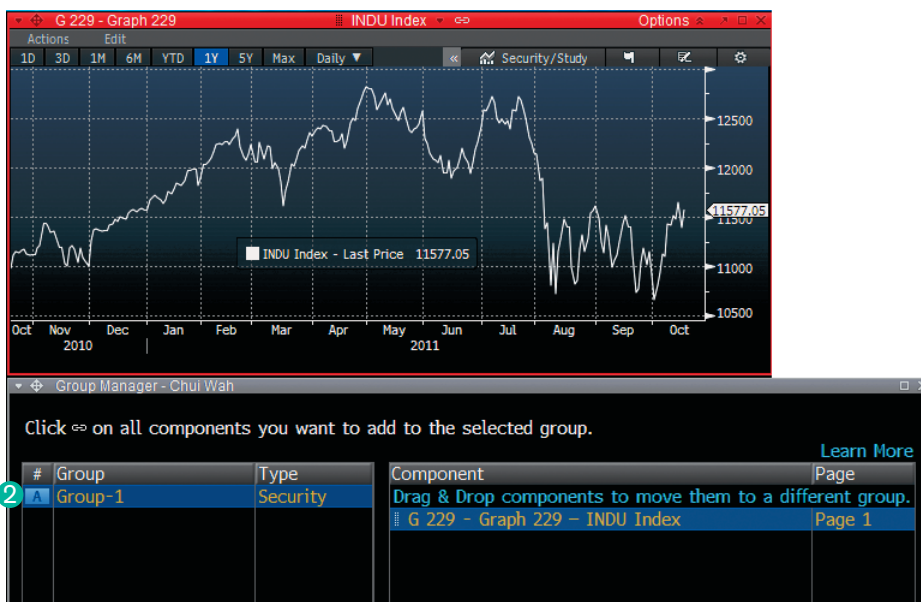 G 229 - Graph 229 INDU Index Options
Actions Edit
1D 3D 1M 6M YTD 1Y 5Y Max Daily ▼ « Security/Study
12500
12000
11577.05
11500
INDU Index - Last Price 11577.05
11000
10500
Oct Nov Dec Jan Feb Mar Apr May Jun Jul Aug Sep Oct
2010 2011
Group Manager - Chui Wah
Click on all components you want to add to the selected group.
Learn More
# Group Type Component Page
2 A Group-1 Security Drag & Drop components to move them to a different group.
G 229 - Graph 229 – INDU Index Page 1